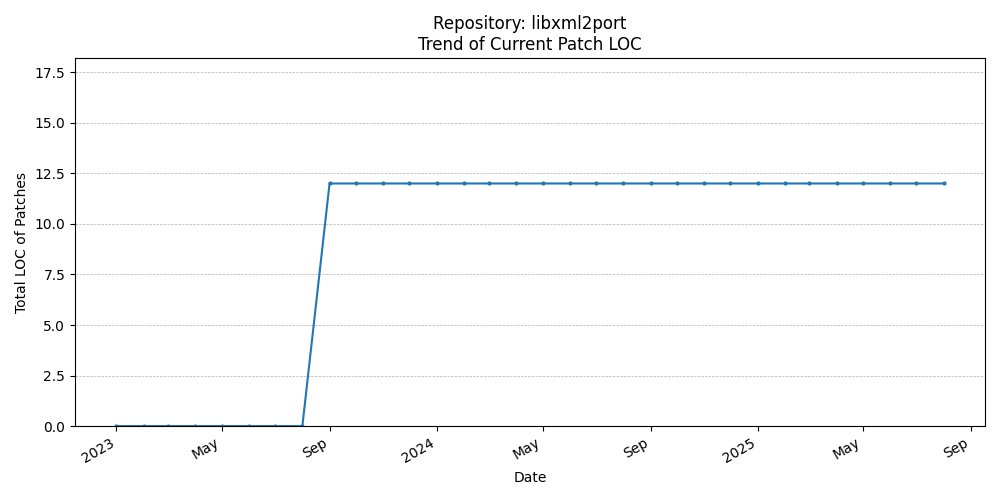 Repository: libxml2port
Trend of Current Patch LOC
17.5
15.0
12.5
10.0
7.5
5.0
2.5
0.0
Total LOC of Patches
2023
May
Sep
2024
May
Sep
2025
May
Sep
Date